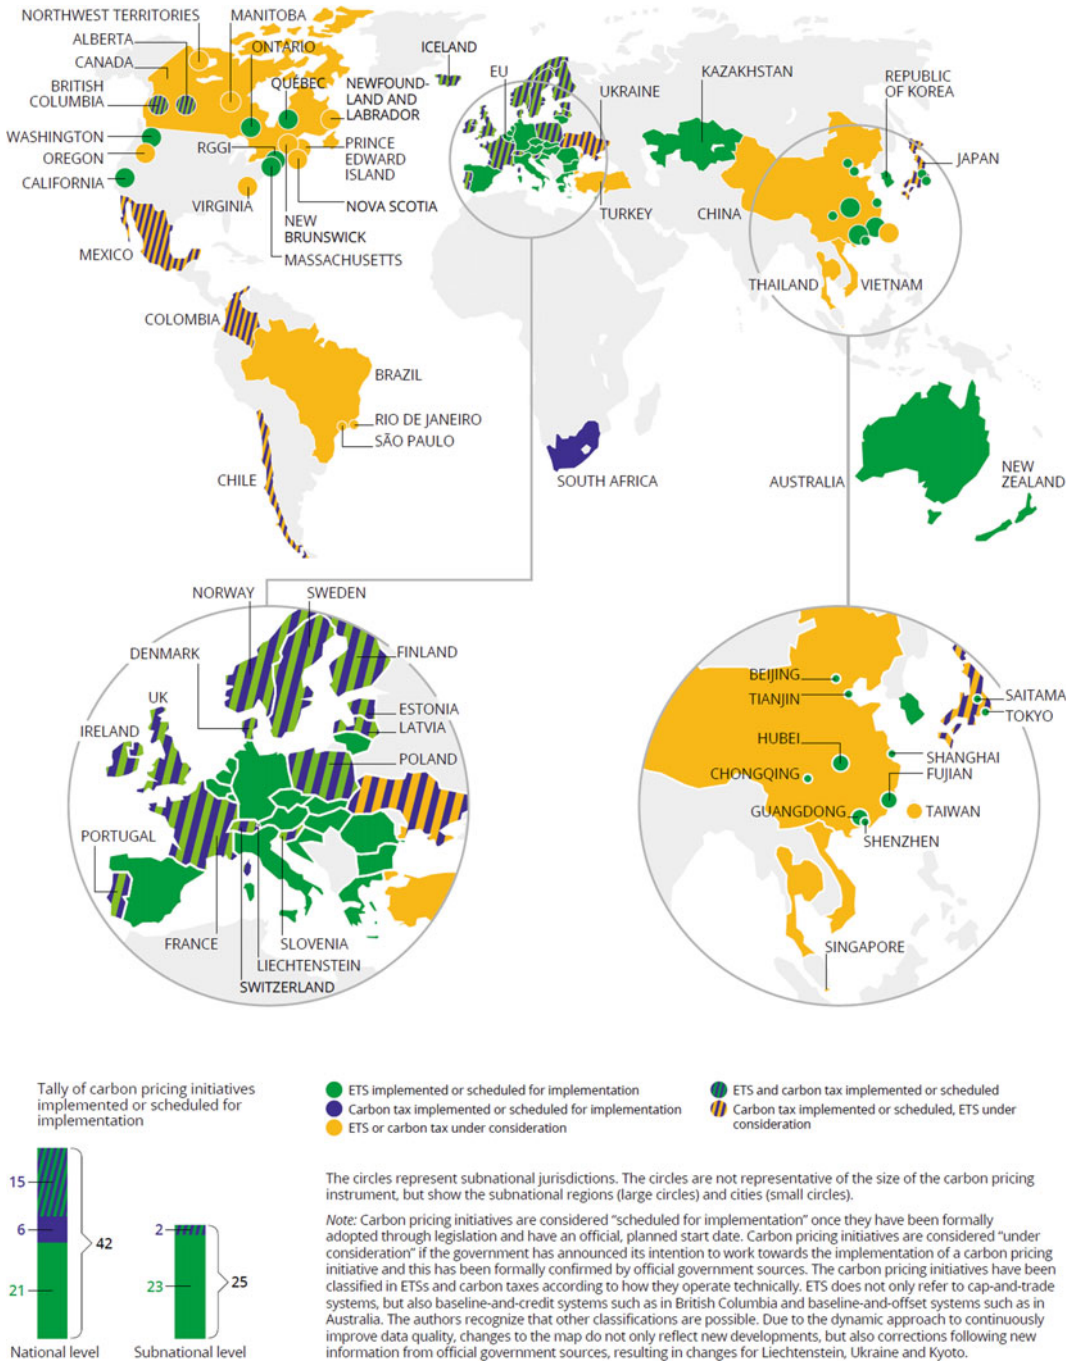 NORTHWEST TERRITORIES
MANITOBA
ALBERTA
ONTARIO
CANADA
BRITISH
COLUMBIA
QUÉBEC
NEWFOUND-
LAND AND
LABRADOR
WASHINGTON
OREGON
RGGI
PRINCE
EDWARD
ISLAND
CALIFORNIA
VIRGINIA
NOVA SCOTIA
NEW
BRUNSWICK
MASSACHUSETTS
MEXICO
ICELAND
EU
UKRAINE
TURKEY
KAZAKHSTAN
REPUBLIC
OF KOREA
JAPAN
CHINA
THAILAND
VIETNAM
COLOMBIA
BRAZIL
RIO DE JANEIRO
SÃO PAULO
CHILE
SOUTH AFRICA
AUSTRALIA
NEW
ZEALAND
NORWAY
SWEDEN
DENMARK
FINLAND
UK
ESTONIA
IRELAND
LATVIA
POLAND
PORTUGAL
FRANCE
SLOVENIA
LIECHTENSTEIN
SWITZERLAND
BEIJING
TIANJIN
SAITAMA
TOKYO
HUBEI
SHANGHAI
CHONGQING
FUJIAN
GUANGDONG
TAIWAN
SHENZHEN
SINGAPORE
Tally of carbon pricing initiatives
implemented or scheduled for
implementation
15
6
42
21
National level
2
23
25
Subnational level
ETS implemented or scheduled for implementation
Carbon tax implemented or scheduled for implementation
ETS or carbon tax under consideration
ETS and carbon tax implemented or scheduled
Carbon tax implemented or scheduled, ETS under
consideration
The circles represent subnational jurisdictions. The circles are not representative of the size of the carbon pricing
instrument, but show the subnational regions (large circles) and cities (small circles).
Note: Carbon pricing initiatives are considered “scheduled for implementation” once they have been formally
adopted through legislation and have an official, planned start date. Carbon pricing initiatives are considered “under
consideration” if the government has announced its intention to work towards the implementation of a carbon pricing
initiative and this has been formally confirmed by official government sources. The carbon pricing initiatives have been
classified in ETSs and carbon taxes according to how they operate technically. ETS does not only refer to cap-and-trade
systems, but also baseline-and-credit systems such as in British Columbia and baseline-and-offset systems such as in
Australia. The authors recognize that other classifications are possible. Due to the dynamic approach to continuously
improve data quality, changes to the map do not only reflect new developments, but also corrections following new
information from official government sources, resulting in changes for Liechtenstein, Ukraine and Kyoto.